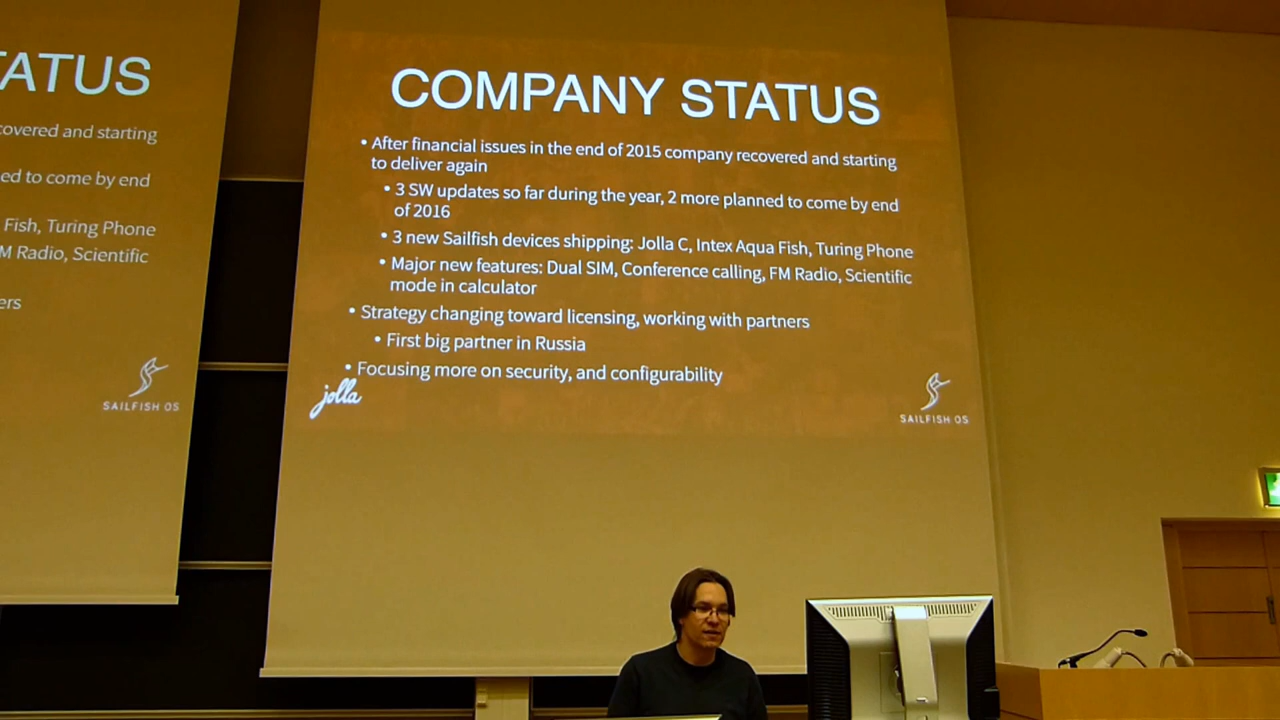 TATUS
covered and starting
ed to come by end
Fish, Turing Phone
M Radio, Scientific
ers
SAILFISH OS
COMPANY STATUS
• After financial issues in the end of 2015 company recovered and starting
to deliver again
• 3 SW updates so far during the year, 2 more planned to come by end
of 2016
• 3 new Sailfish devices shipping: Jolla C, Intex Aqua Fish, Turing Phone
• Major new features: Dual SIM, Conference calling, FM Radio, Scientific
mode in calculator
• Strategy changing toward licensing, working with partners
• First big partner in Russia
• Focusing more on security, and configurability
jolla
SAILFISH OS